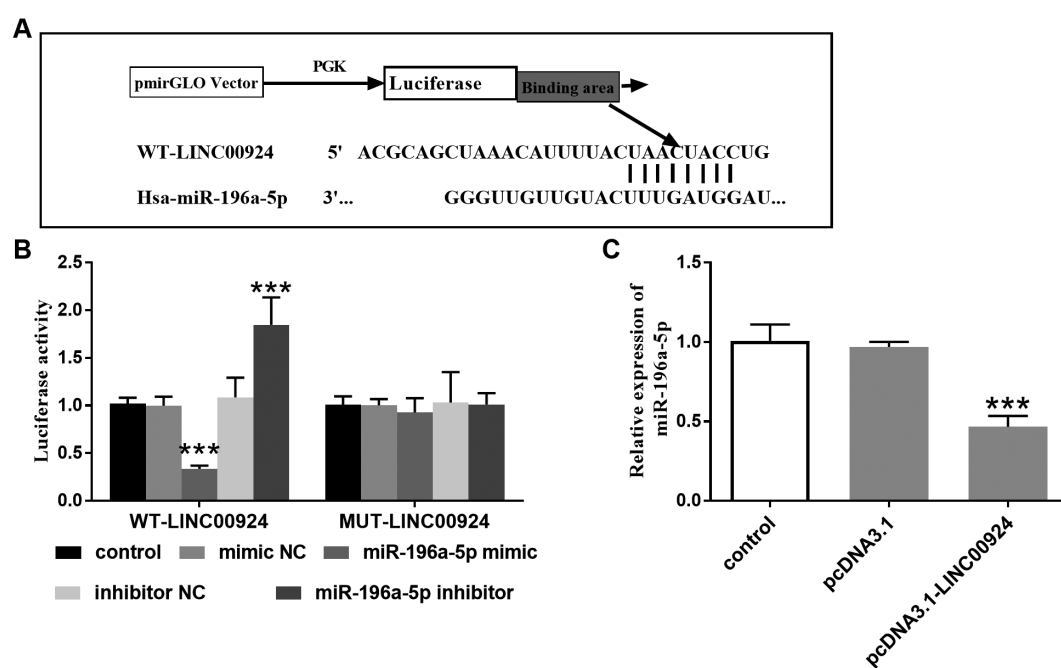 A
PGK
pmirGLO Vector Luciferase Binding area
WT-LINC00924 5' ACGCAGCUAAACAUUUUACUAACUACCUG
Hsa-miR-196a-5p 3'... GGGUUGUUGUACUUUGAUGGAU...
B
Luciferase activity
2.5
2.0
1.5
1.0
0.5
0.0
***
***
WT-LINC00924 MUT-LINC00924
control mimic NC miR-196a-5p mimic
inhibitor NC miR-196a-5p inhibitor
C
Relative expression of
miR-196a-5p
1.5
1.0
0.5
0.0
***
control
pcDNA3.1
pcDNA3.1-LINC00924